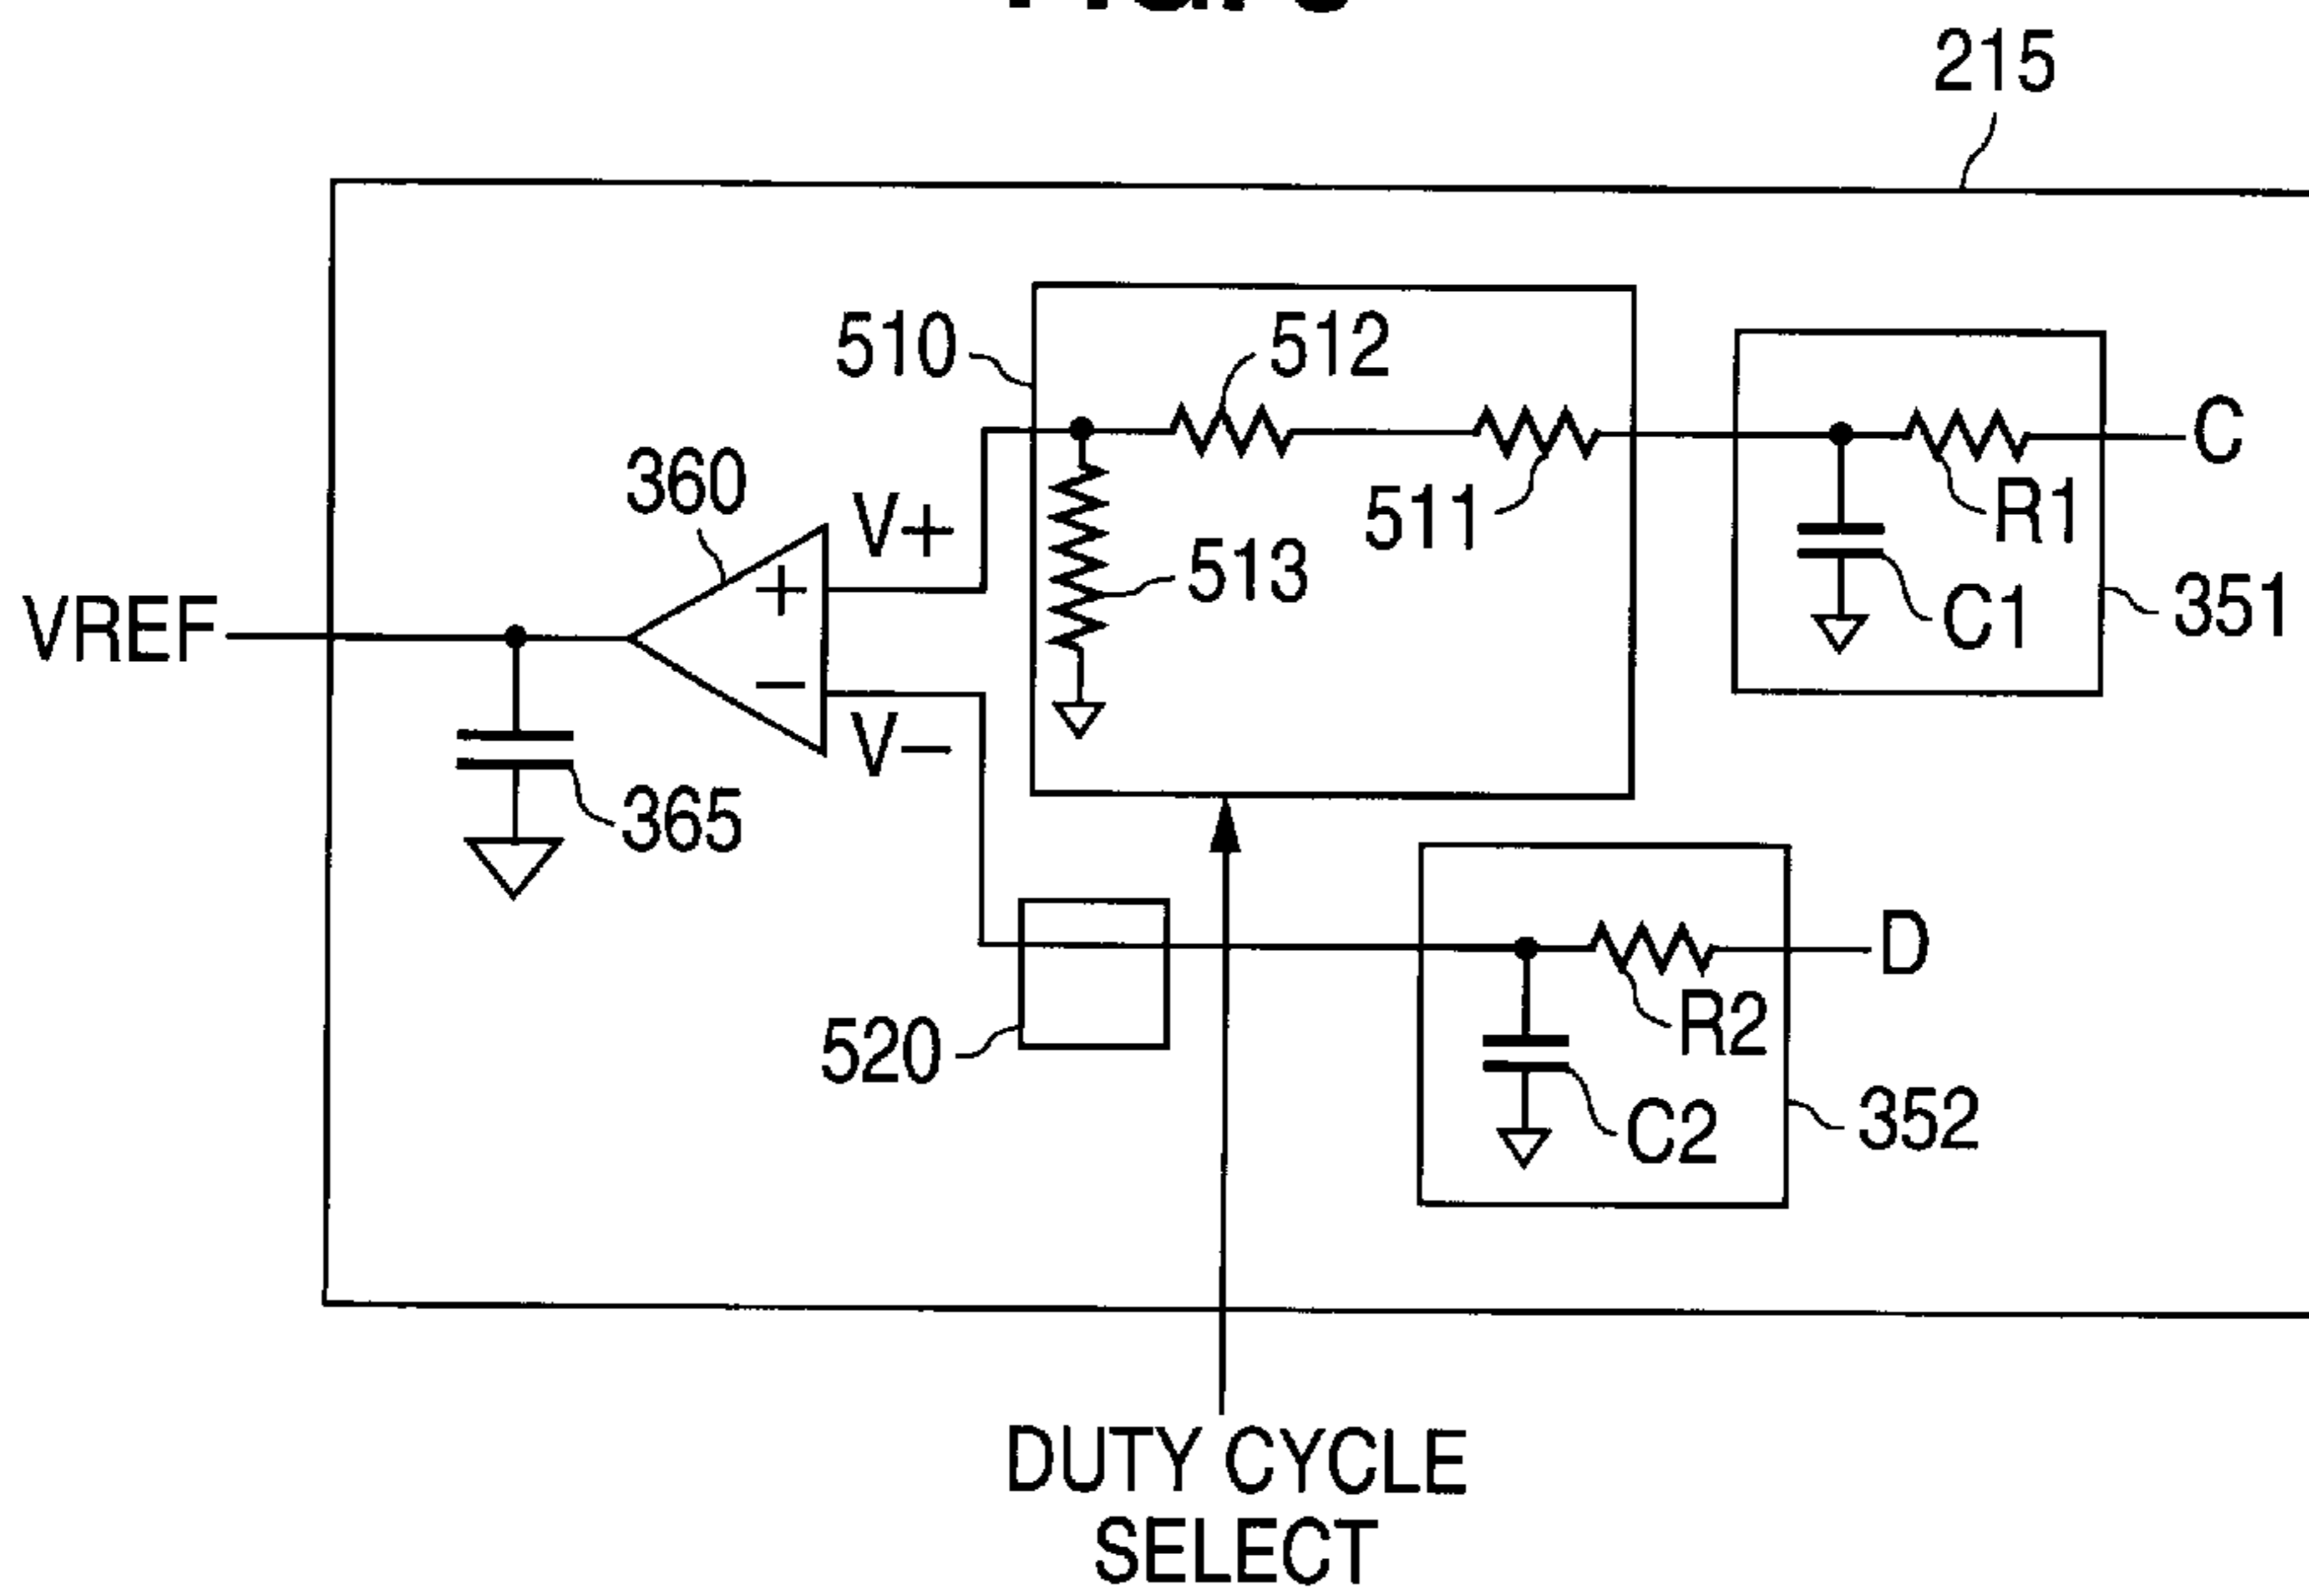 215
510
512
C
360
V+
511
R1
513
VREF
C1
351
V−
365
D
520
R2
C2
352
DUTY CYCLE
SELECT